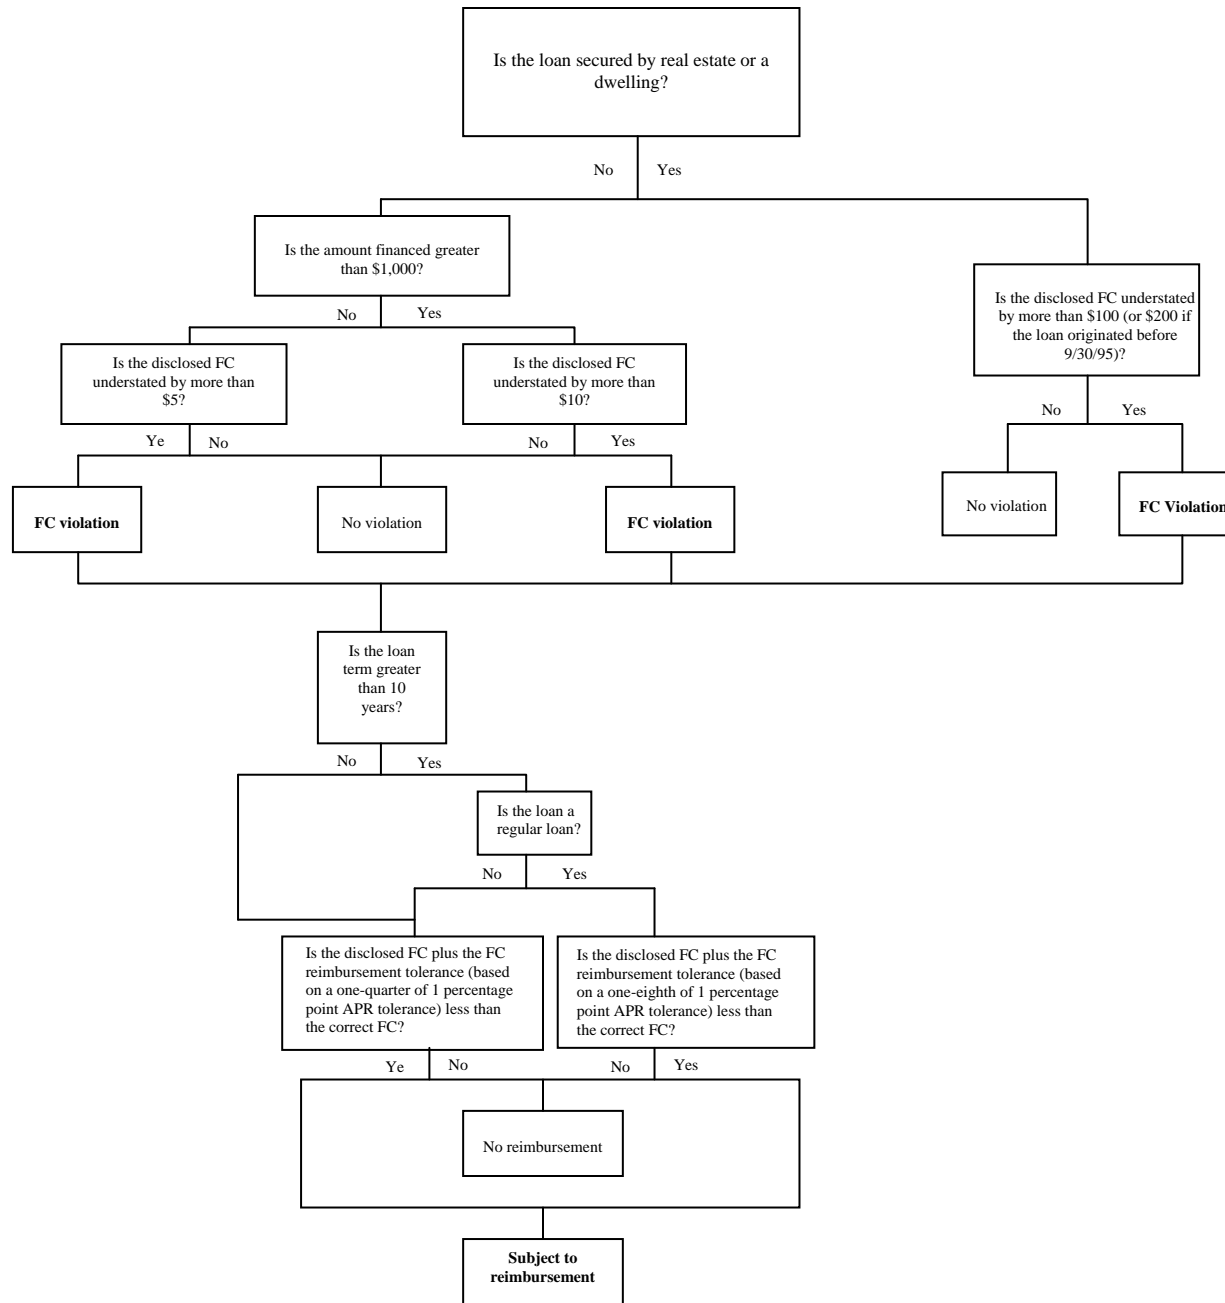 Is the loan secured by real estate or a
dwelling?
No
Yes
Is the amount financed greater
than $1,000?
Is the disclosed FC understated
by more than $100 (or $200 if
the loan originated before
9/30/95)?
No
Yes
Is the disclosed FC
understated by more than
$5?
Is the disclosed FC
understated by more than
$10?
No
Yes
Ye
No
No
Yes
FC violation
No violation
FC violation
No violation
FC Violation
Is the loan
term greater
than 10
years?
No
Yes
Is the loan a
regular loan?
No
Yes
Is the disclosed FC plus the FC
reimbursement tolerance (based
on a one-quarter of 1 percentage
point APR tolerance) less than
the correct FC?
Is the disclosed FC plus the FC
reimbursement tolerance (based
on a one-eighth of 1 percentage
point APR tolerance) less than
the correct FC?
Ye
No
No
Yes
No reimbursement
Subject to
reimbursement